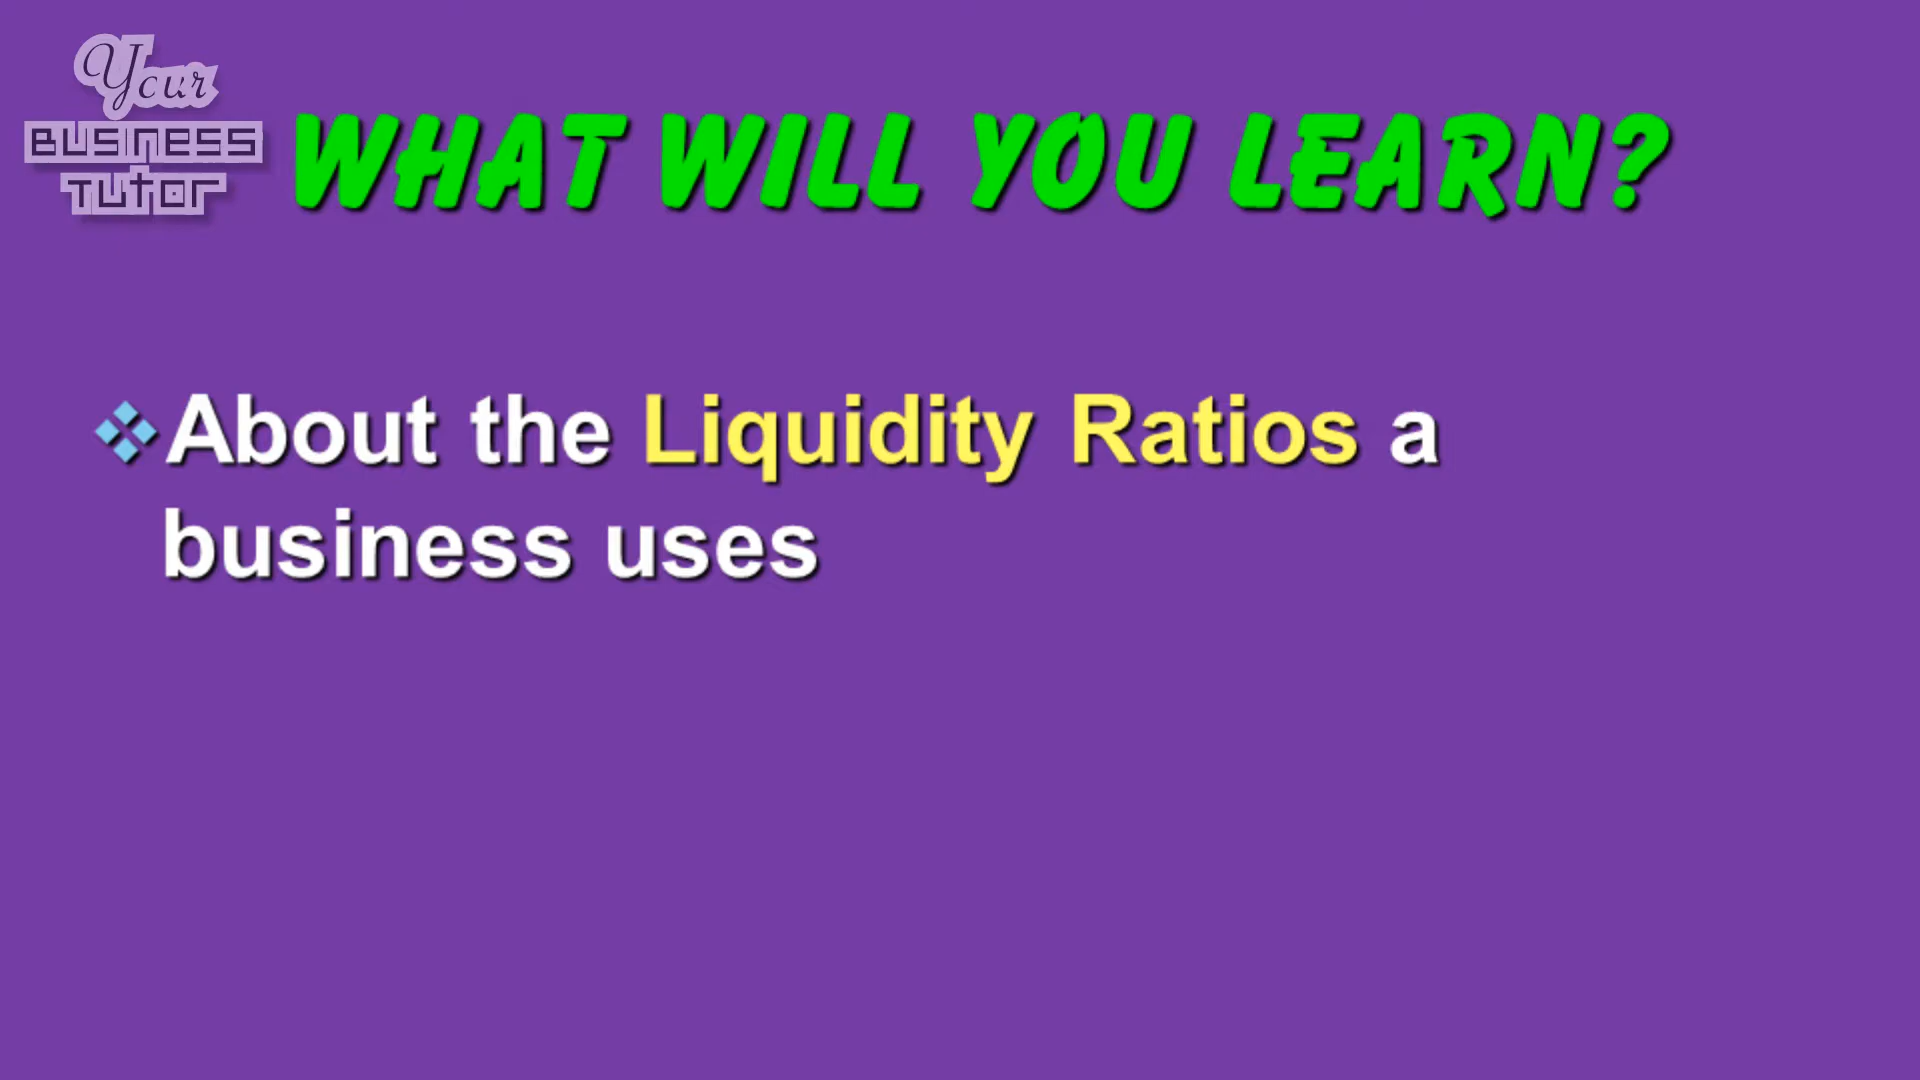 Your
BUSINESS
TUTOR
WHAT WILL YOU LEARN?
About the Liquidity Ratios a
business uses